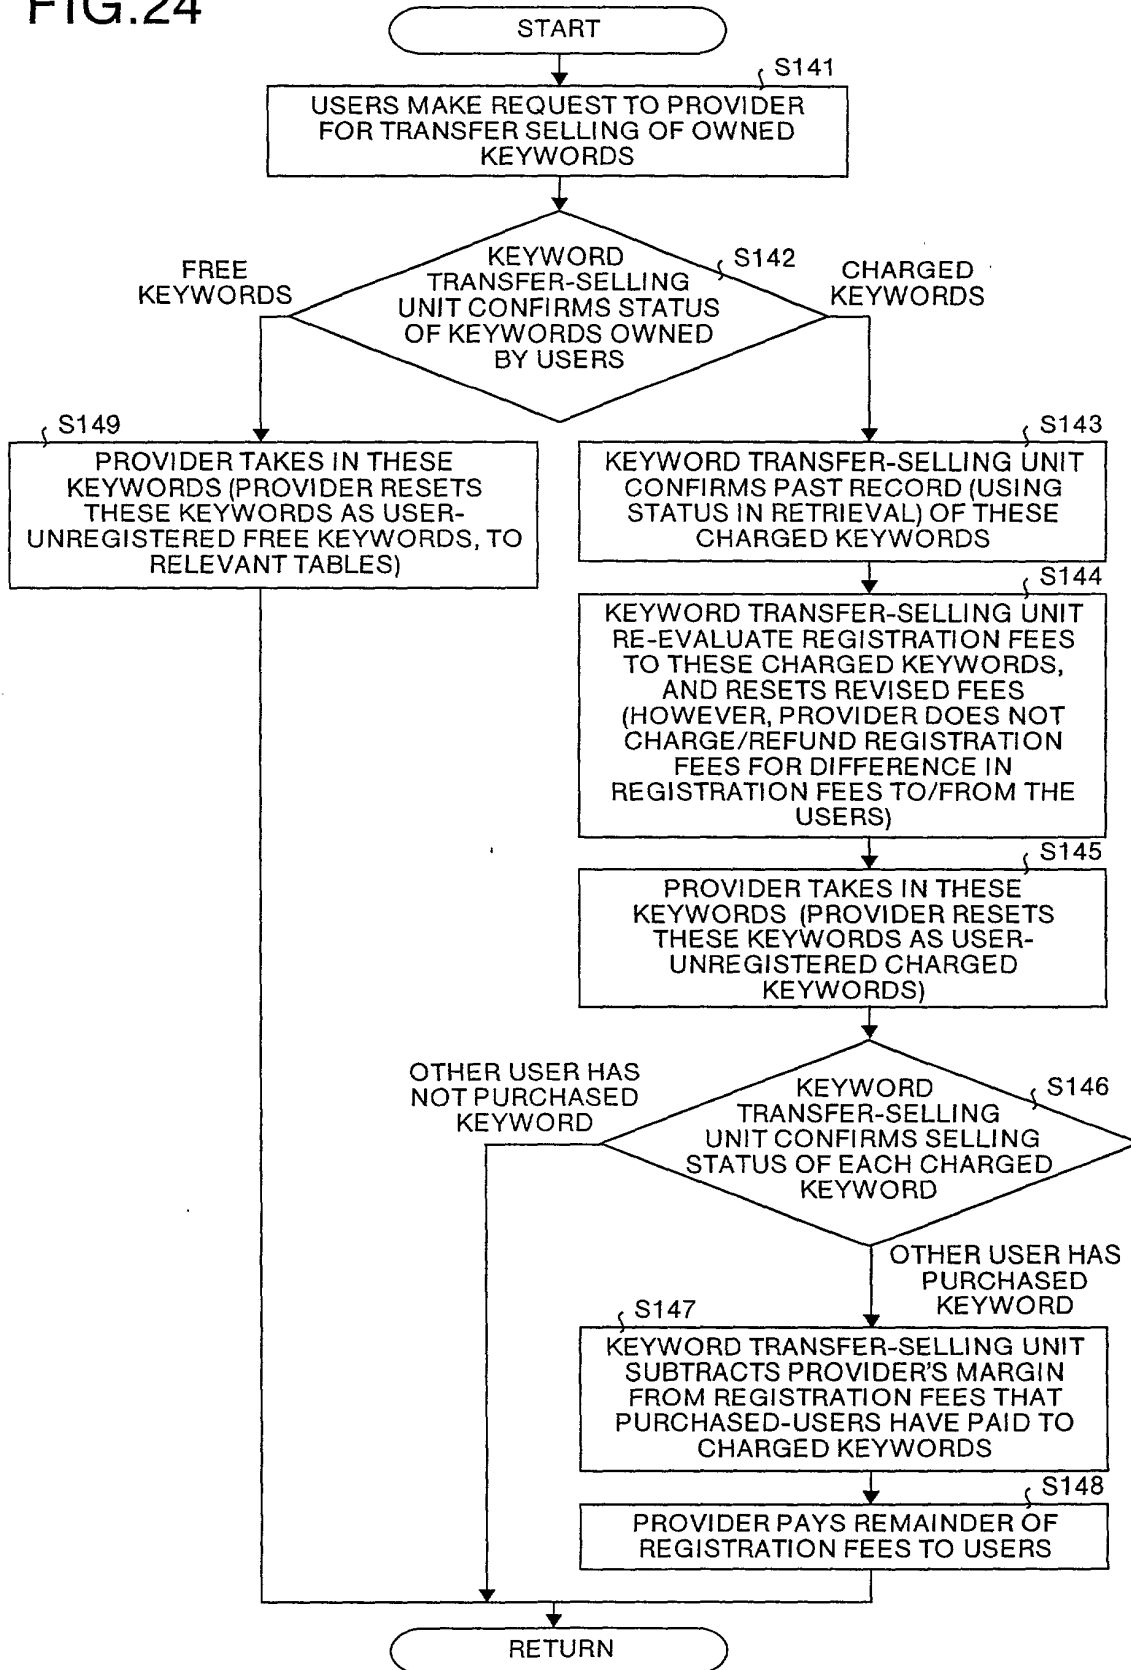 FIG.24
START
S141
USERS MAKE REQUEST TO PROVIDER
FOR TRANSFER SELLING OF OWNED
KEYWORDS
S142
KEYWORD
TRANSFER-SELLING
UNIT CONFIRMS STATUS
OF KEYWORDS OWNED
BY USERS
FREE
KEYWORDS
CHARGED
KEYWORDS
S149
PROVIDER TAKES IN THESE
KEYWORDS (PROVIDER RESETS
THESE KEYWORDS AS USER-
UNREGISTERED FREE KEYWORDS, TO
RELEVANT TABLES)
S143
KEYWORD TRANSFER-SELLING UNIT
CONFIRMS PAST RECORD (USING
STATUS IN RETRIEVAL) OF THESE
CHARGED KEYWORDS
S144
KEYWORD TRANSFER-SELLING UNIT
RE-EVALUATE REGISTRATION FEES
TO THESE CHARGED KEYWORDS,
AND RESETS REVISED FEES
(HOWEVER, PROVIDER DOES NOT
CHARGE/REFUND REGISTRATION
FEES FOR DIFFERENCE IN
REGISTRATION FEES TO/FROM THE
USERS)
S145
PROVIDER TAKES IN THESE
KEYWORDS (PROVIDER RESETS
THESE KEYWORDS AS USER-
UNREGISTERED CHARGED
KEYWORDS)
S146
KEYWORD
TRANSFER-SELLING
UNIT CONFIRMS SELLING
STATUS OF EACH CHARGED
KEYWORD
OTHER USER HAS
NOT PURCHASED
KEYWORD
OTHER USER HAS
PURCHASED
KEYWORD
S147
KEYWORD TRANSFER-SELLING UNIT
SUBTRACTS PROVIDER'S MARGIN
FROM REGISTRATION FEES THAT
PURCHASED-USERS HAVE PAID TO
CHARGED KEYWORDS
S148
PROVIDER PAYS REMAINDER OF
REGISTRATION FEES TO USERS
RETURN